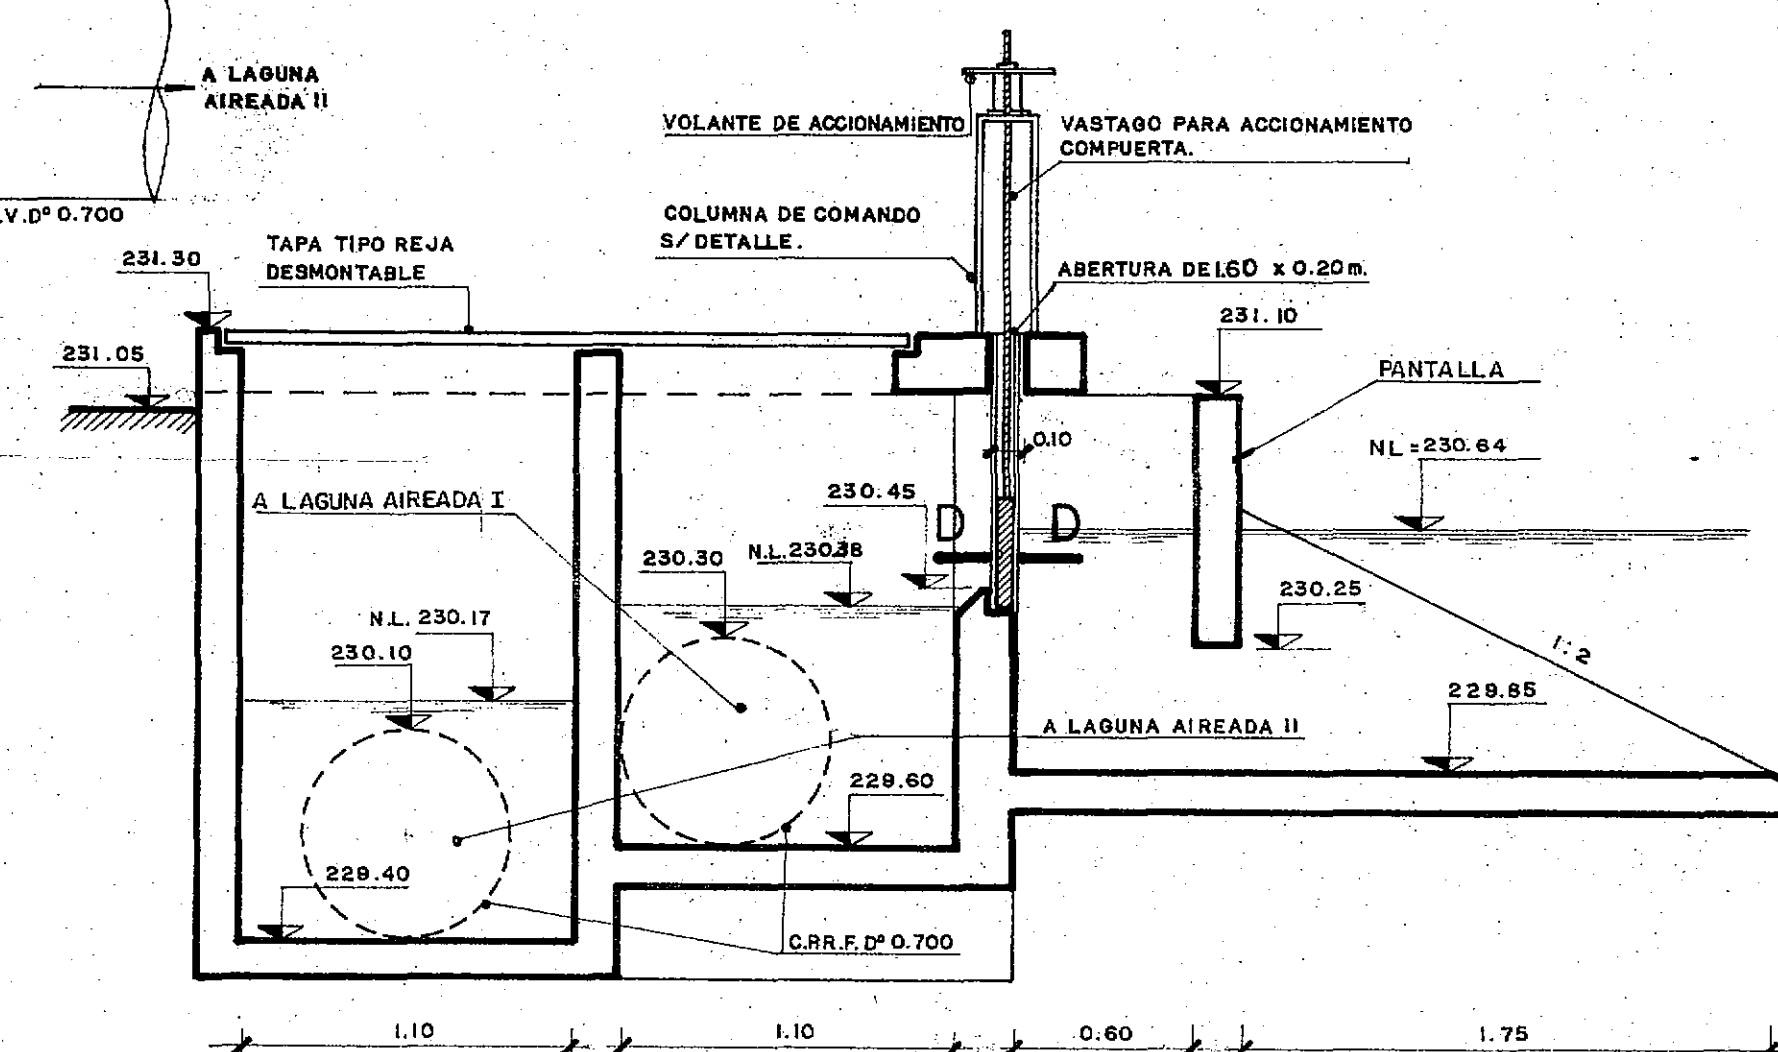 A LAGUNA
AIREADA II
.V.Dº 0.700
VOLANTE DE ACCIONAMIENTO
VASTAGO PARA ACCIONAMIENTO
COMPUERTA.
COLUMNA DE COMANDO
S/ DETALLE.
TAPA TIPO REJA
DESMONTABLE
231.30
ABERTURA DE 1.60 x 0.20 m.
231.10
231.05
PANTALLA
0.10
NL = 230.64
A LAGUNA AIREADA I
230.45
D D
230.30
N.L. 230.38
230.25
N.L. 230.17
230.10
1:2
229.85
A LAGUNA AIREADA II
229.60
229.40
C.P.R.F. Dº 0.700
1.10
1.10
0.60
1.75